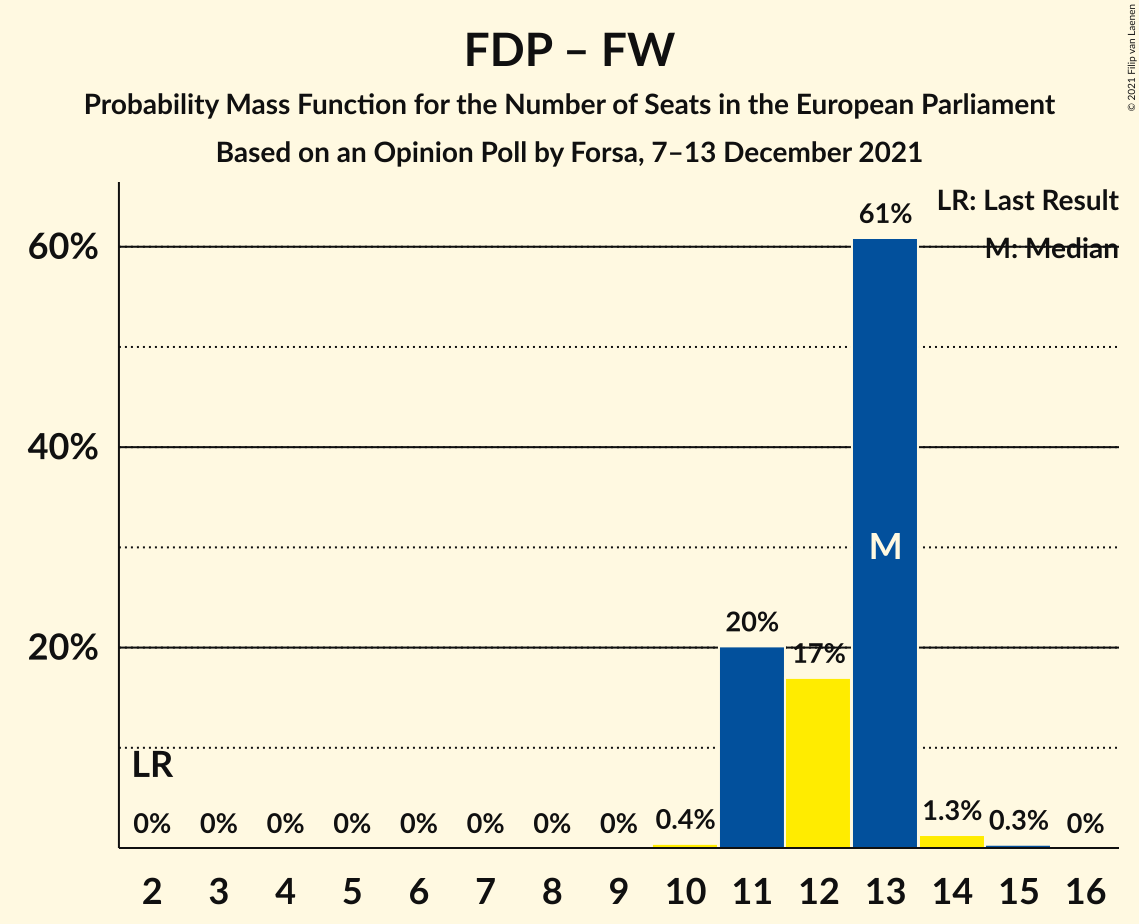 FDP – FW
Probability Mass Function for the Number of Seats in the European Parliament
Based on an Opinion Poll by Forsa, 7–13 December 2021
© 2021 Filip van Laenen
LR: Last Result
M: Median
60%
40%
20%
61%
M
20%
17%
LR
0% 0% 0% 0% 0% 0% 0% 0% 0.4% 1.3% 0.3% 0%
2 3 4 5 6 7 8 9 10 11 12 13 14 15 16